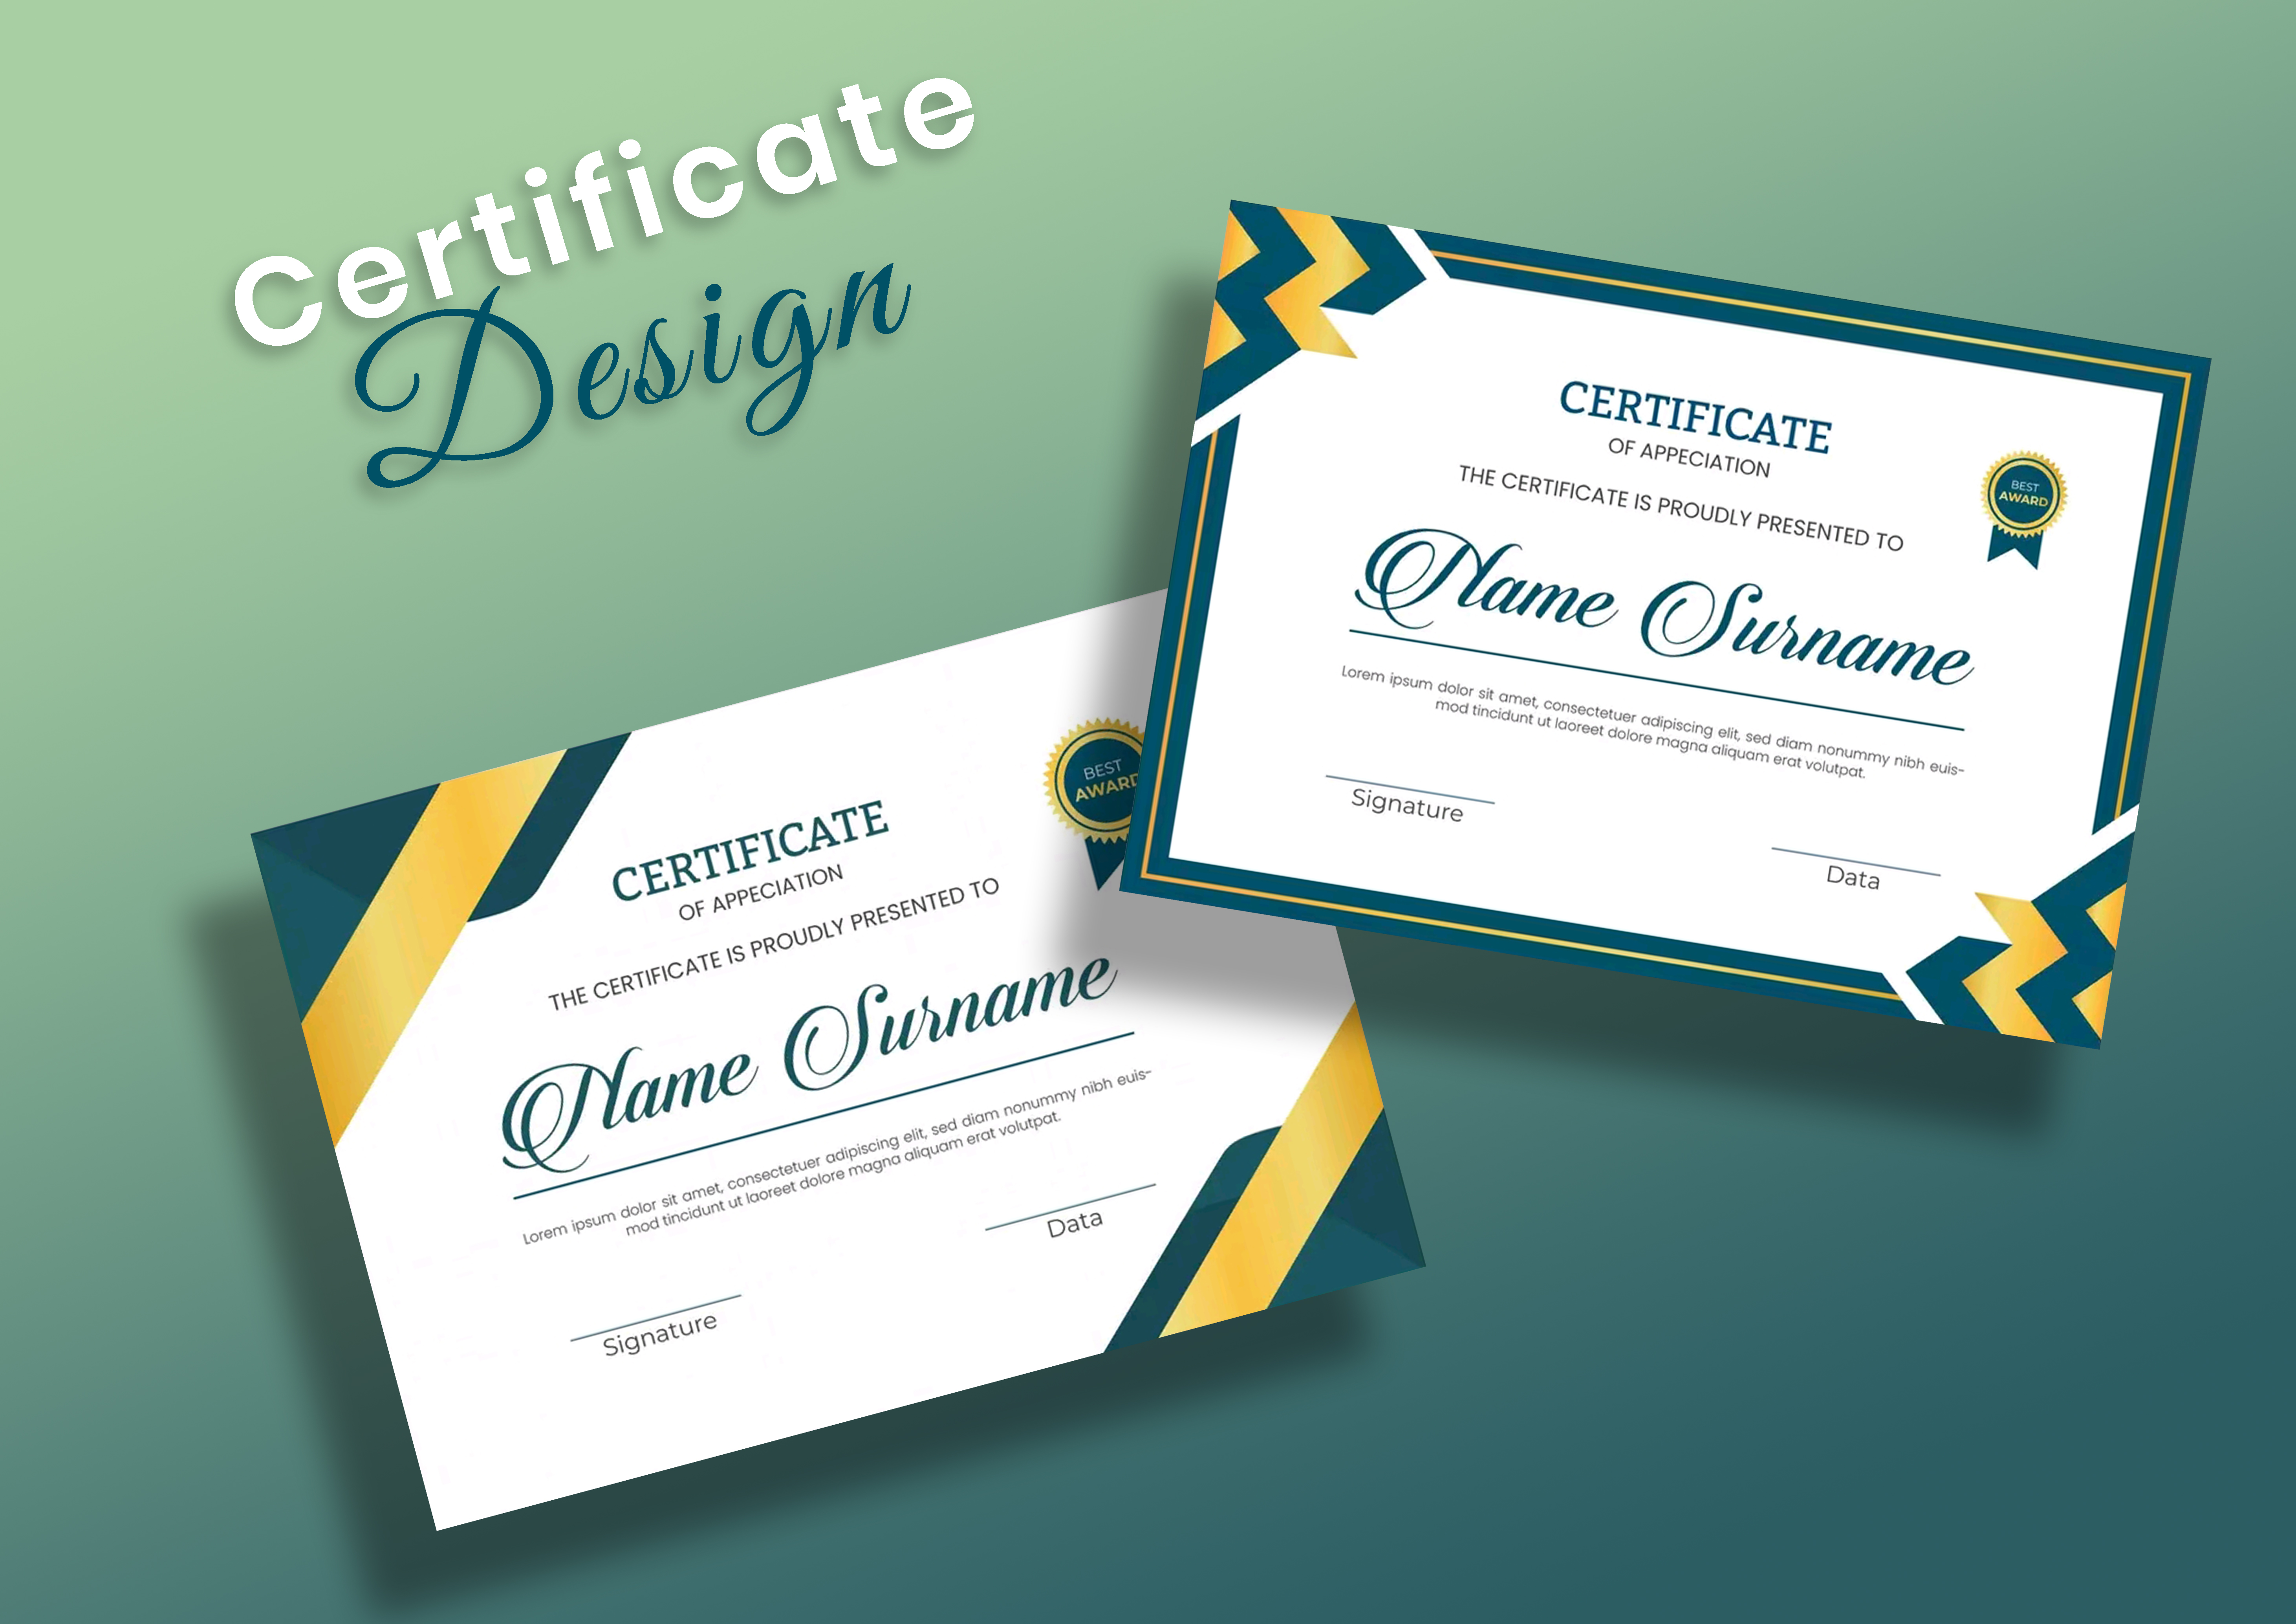 Certificate
Design
CERTIFICATE
OF APPECIATION
THE CERTIFICATE IS PROUDLY PRESENTED TO
BEST
AWARD
Name Surname
Lorem ipsum dolor sit amet, consectetuer adipiscing elit, sed diam nonummy nibh euis-
mod tincidunt ut laoreet dolore magna aliquam erat volutpat.
Signature
Data
BEST
AWARD
CERTIFICATE
OF APPECIATION
THE CERTIFICATE IS PROUDLY PRESENTED TO
Name Surname
Lorem ipsum dolor sit amet, consectetuer adipiscing elit, sed diam nonummy nibh euis-
mod tincidunt ut laoreet dolore magna aliquam erat volutpat.
Data
Signature